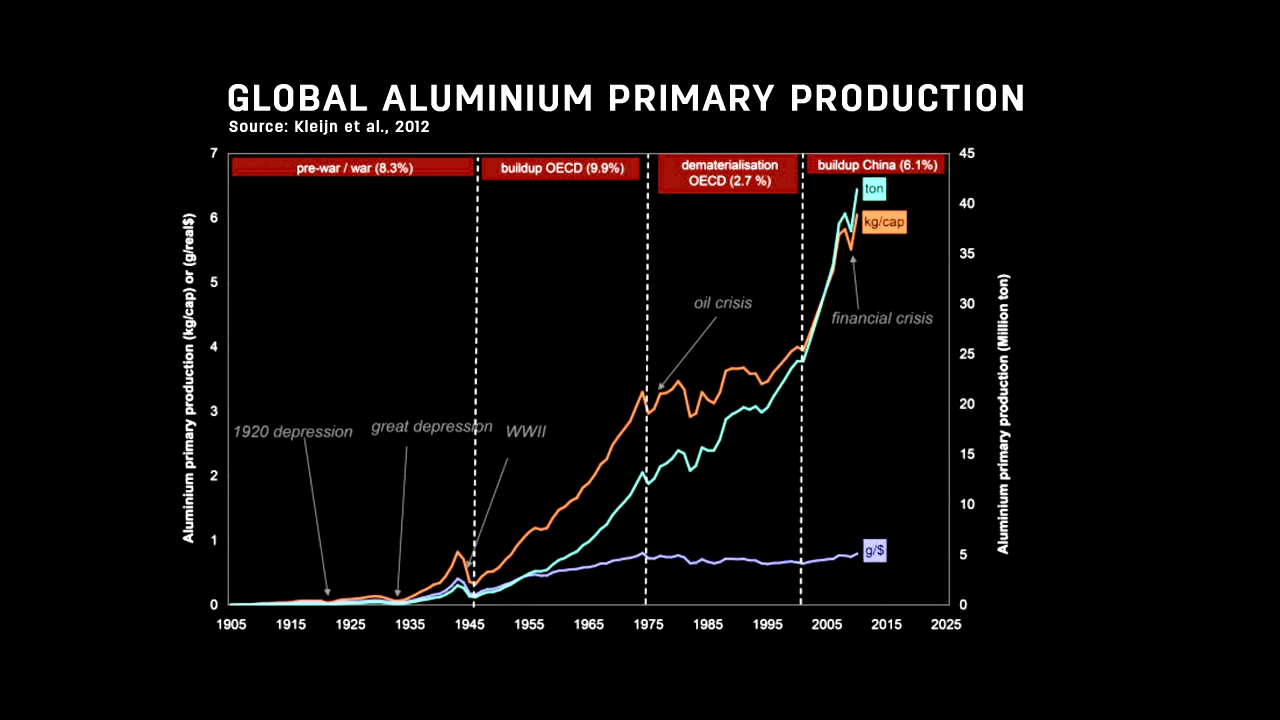 GLOBAL ALUMINIUM PRIMARY PRODUCTION
Source: Kleijn et al., 2012
7
pre-war / war (8.3%)
buildup OECD (9.9%)
dematerialisation
OECD (2.7 %)
buildup China (6.1%)
45
ton
kg/cap
6
40
5
35
4
30
3
25
2
20
1
15
0
10
5
0
oil crisis
financial crisis
1920 depression
great depression
WWII
g/$
Aluminium primary production (kg/cap) or (g/real$)
Aluminium primary production (Million ton)
1905 1915 1925 1935 1945 1955 1965 1975 1985 1995 2005 2015 2025